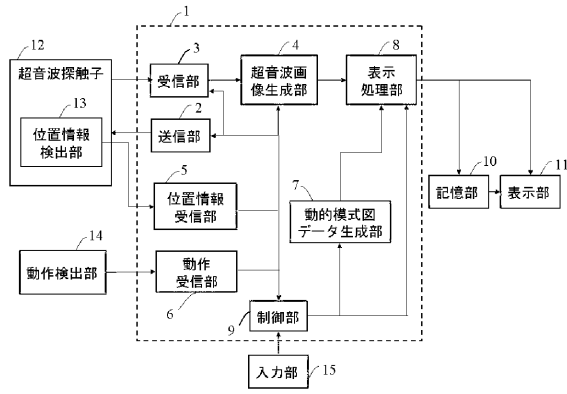 1
12
超音波探触子
13
位置情報
検出部
3
受信部
4
超音波画
像生成部
8
表示
処理部
2
送信部
5
位置情報
受信部
7
動的模式図
データ生成部
10
記憶部
11
表示部
14
動作検出部
動作
受信部
6
9
制御部
入力部
15